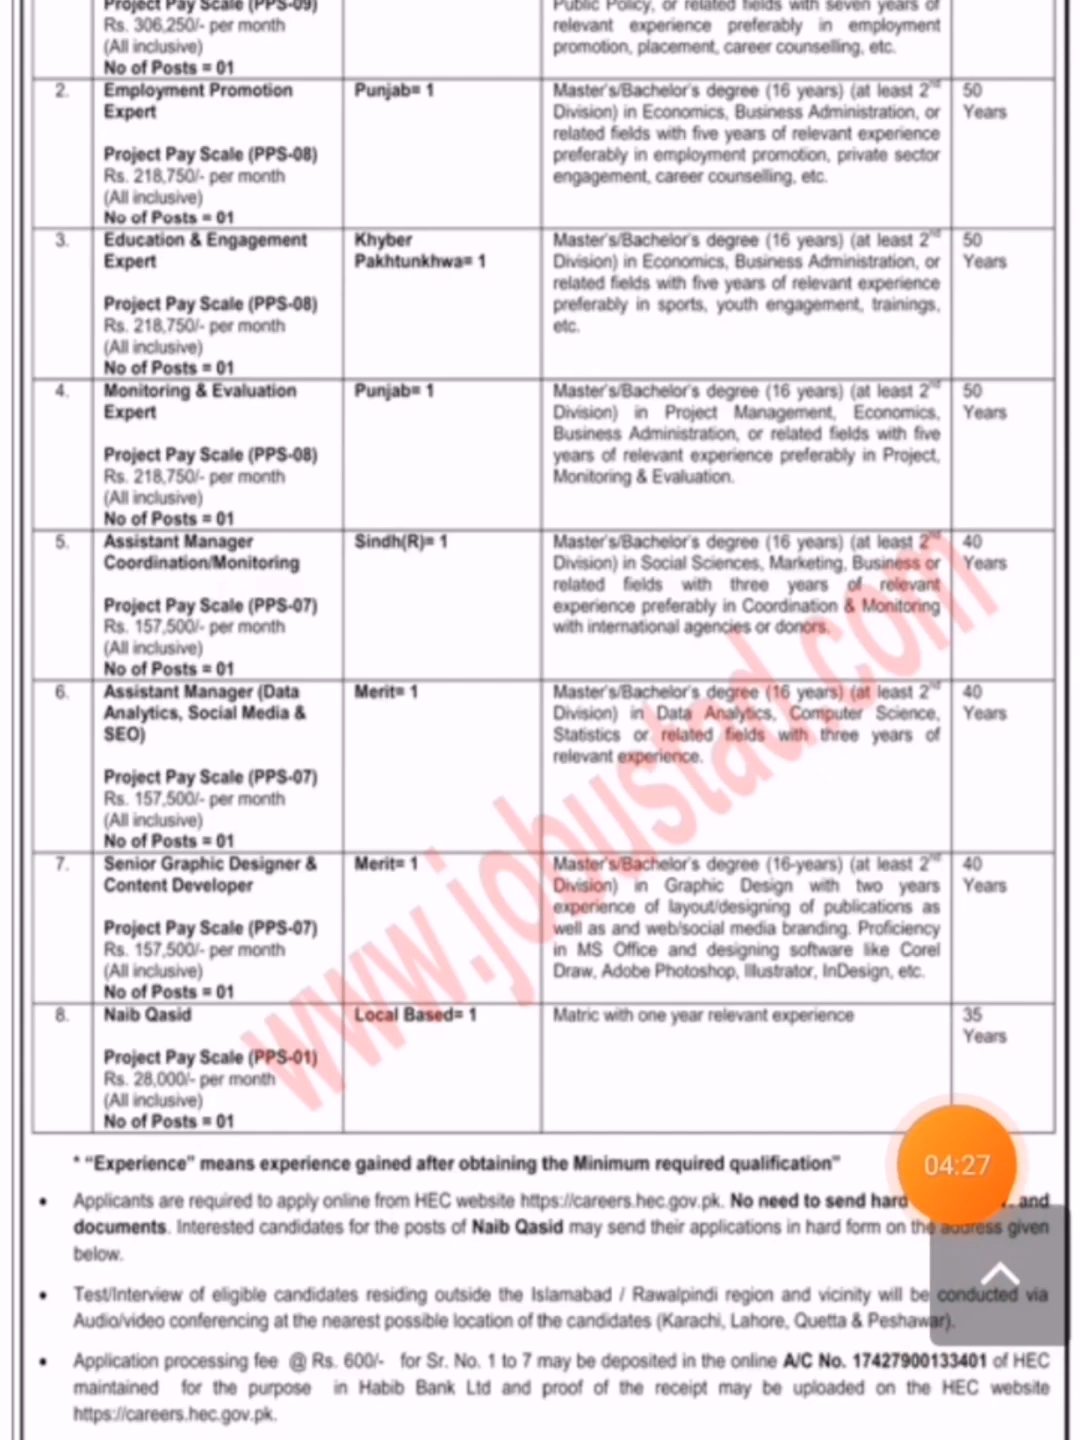 Project Pay Scale (PPS-09)
Rs. 306,250/- per month
(All inclusive)
No of Posts = 01
Public Policy, or related fields with seven years of
relevant experience preferably in employment
promotion, placement, career counselling, etc.
2.
Employment Promotion
Expert
Project Pay Scale (PPS-08)
Rs. 218,750/- per month
(All inclusive)
No of Posts = 01
Punjab= 1
Master's/Bachelor's degree (16 years) (at least 2nd
Division) in Economics, Business Administration, or
related fields with five years of relevant experience
preferably in employment promotion, private sector
engagement, career counselling, etc.
50
Years
3.
Education & Engagement
Expert
Project Pay Scale (PPS-08)
Rs. 218,750/- per month
(All inclusive)
No of Posts = 01
Khyber
Pakhtunkhwa= 1
Master's/Bachelor's degree (16 years) (at least 2nd
Division) in Economics, Business Administration, or
related fields with five years of relevant experience
preferably in sports, youth engagement, trainings,
etc.
50
Years
4.
Monitoring & Evaluation
Expert
Project Pay Scale (PPS-08)
Rs. 218,750/- per month
(All inclusive)
No of Posts = 01
Punjab= 1
Master's/Bachelor's degree (16 years) (at least 2nd
Division) in Project Management, Economics,
Business Administration, or related fields with five
years of relevant experience preferably in Project,
Monitoring & Evaluation.
50
Years
5.
Assistant Manager
Coordination/Monitoring
Project Pay Scale (PPS-07)
Rs. 157,500/- per month
(All inclusive)
No of Posts = 01
Sindh(R)= 1
Master's/Bachelor's degree (16 years) (at least 2nd
Division) in Social Sciences, Marketing, Business or
related fields with three years of relevant
experience preferably in Coordination & Monitoring
with international agencies or donors.
40
Years
6.
Assistant Manager (Data
Analytics, Social Media &
SEO)
Project Pay Scale (PPS-07)
Rs. 157,500/- per month
(All inclusive)
No of Posts = 01
Merit= 1
Master's/Bachelor's degree (16 years) (at least 2nd
Division) in Data Analytics, Computer Science,
Statistics or related fields with three years of
relevant experience.
40
Years
7.
Senior Graphic Designer &
Content Developer
Project Pay Scale (PPS-07)
Rs. 157,500/- per month
(All inclusive)
No of Posts = 01
Merit= 1
Master's/Bachelor's degree (16-years) (at least 2nd
Division) in Graphic Design with two years
experience of layout/designing of publications as
well as and web/social media branding. Proficiency
in MS Office and designing software like Corel
Draw, Adobe Photoshop, Illustrator, InDesign, etc.
40
Years
8.
Naib Qasid
Project Pay Scale (PPS-01)
Rs. 28,000/- per month
(All inclusive)
No of Posts = 01
Local Based= 1
Matric with one year relevant experience
35
Years
www.jobustad.com
* "Experience" means experience gained after obtaining the Minimum required qualification"
04:27
• Applicants are required to apply online from HEC website https://careers.hec.gov.pk. No need to send hard and
documents. Interested candidates for the posts of Naib Qasid may send their applications in hard form on the address given
below.
• Test/Interview of eligible candidates residing outside the Islamabad / Rawalpindi region and vicinity will be conducted via
Audio/video conferencing at the nearest possible location of the candidates (Karachi, Lahore, Quetta & Peshawar).
• Application processing fee @ Rs. 600/- for Sr. No. 1 to 7 may be deposited in the online A/C No. 17427900133401 of HEC
maintained for the purpose in Habib Bank Ltd and proof of the receipt may be uploaded on the HEC website
https://careers.hec.gov.pk.